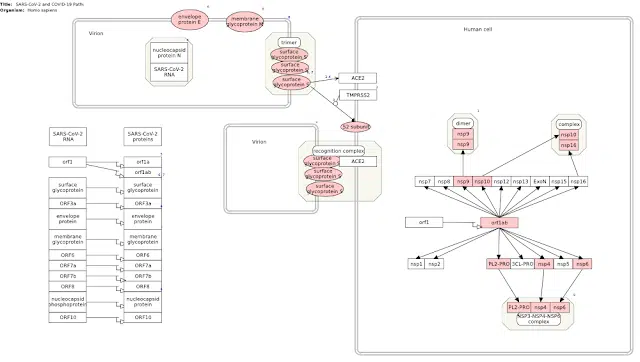 Title: SARS-CoV-2 and COVID-19 Path
Organism: Homo sapiens
Virion
envelope
protein E
membrane
glycoprotein M
nucleocapsid
protein N
SARS-CoV-2
RNA
trimer
surface
glycoprotein S
surface
glycoprotein S
surface
glycoprotein S
Human cell
ACE2
TMPRSS2
S2 subunit
Virion
recognition complex
surface
glycoprotein S
ACE2
surface
glycoprotein S
surface
glycoprotein S
SARS-CoV-2
RNA
SARS-CoV-2
proteins
orf1
orf1a
orf1ab
surface
glycoprotein
surface
glycoprotein
ORF3a
ORF3a
envelope
protein
envelope
protein
membrane
glycoprotein
membrane
glycoprotein
ORF6
ORF6
ORF7a
ORF7a
ORF7b
ORF7b
ORF8
ORF8
nucleocapsid
phosphoprotein
nucleocapsid
protein
ORF10
ORF10
dimer
nsp9
nsp9
complex
nsp10
nsp16
nsp7 nsp8 nsp9 nsp10 nsp12 nsp13 ExoN nsp15 nsp16
orf1
orf1ab
nsp1 nsp2 PL2-PRO 3CL-PRO nsp4 nsp5 nsp6
PL2-PRO nsp4 nsp6
NSP3-NSP4-NSP6
complex